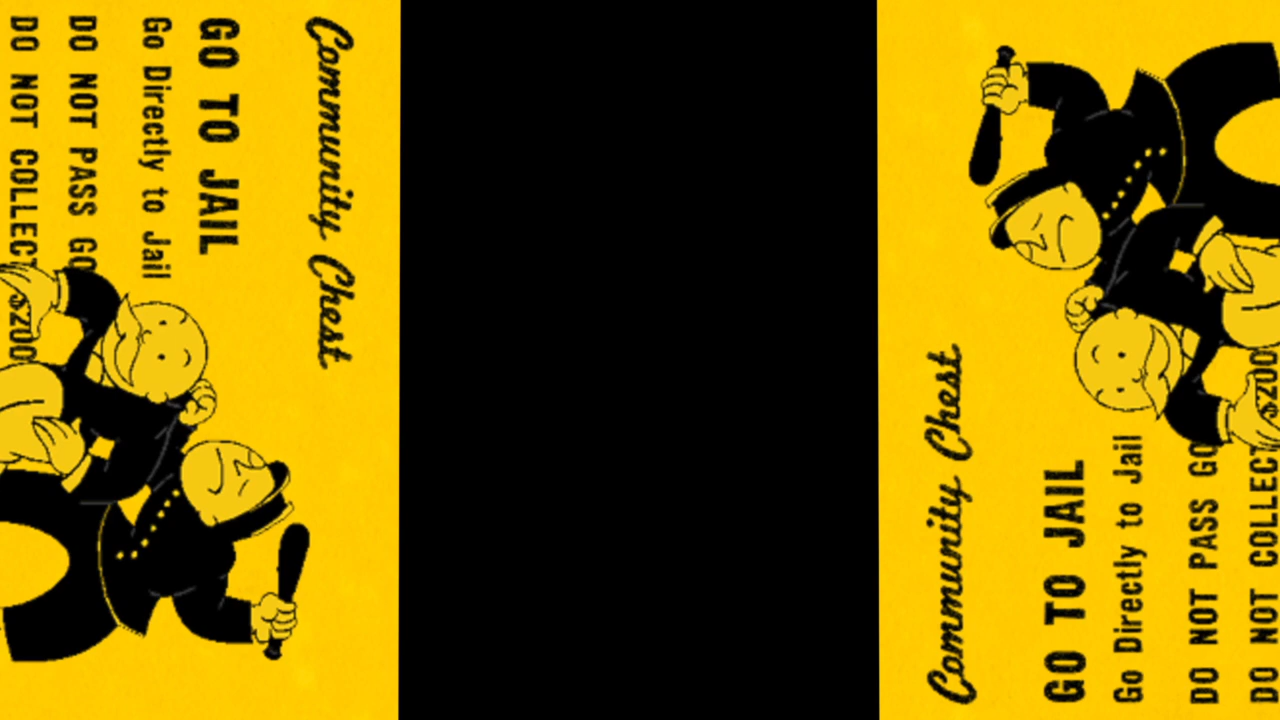 Community Chest
GO TO JAIL
Go Directly to Jail
DO NOT PASS GO
DO NOT COLLECT $200
Community Chest
GO TO JAIL
Go Directly to Jail
DO NOT PASS GO
DO NOT COLLECT $200